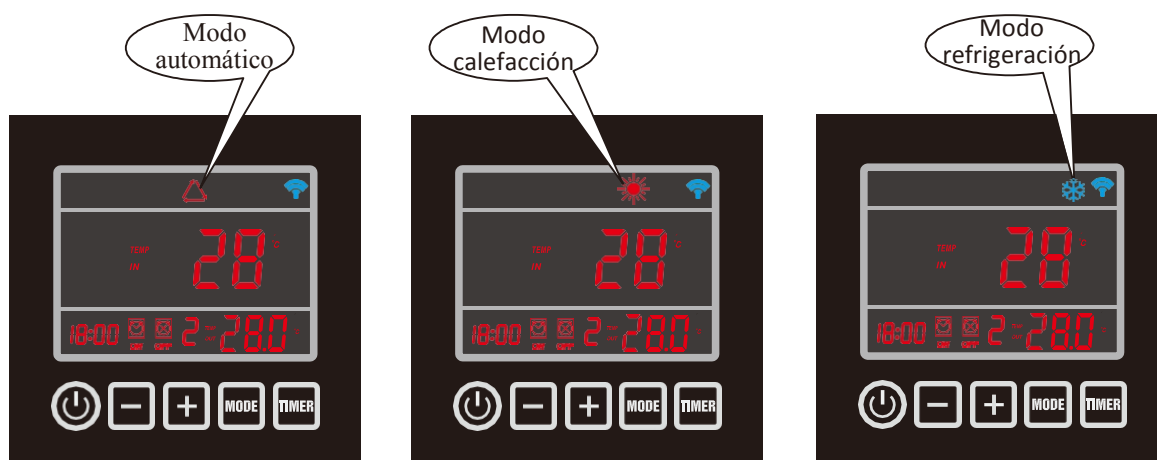 Modo
automático
Modo
calefacción
Modo
refrigeración
TEMP
28 °C
IN
18:00 2 28.0
MODE TIMER
TEMP
28 °C
IN
18:00 2 28.0
MODE TIMER
TEMP
28 °C
IN
18:00 2 28.0
MODE TIMER